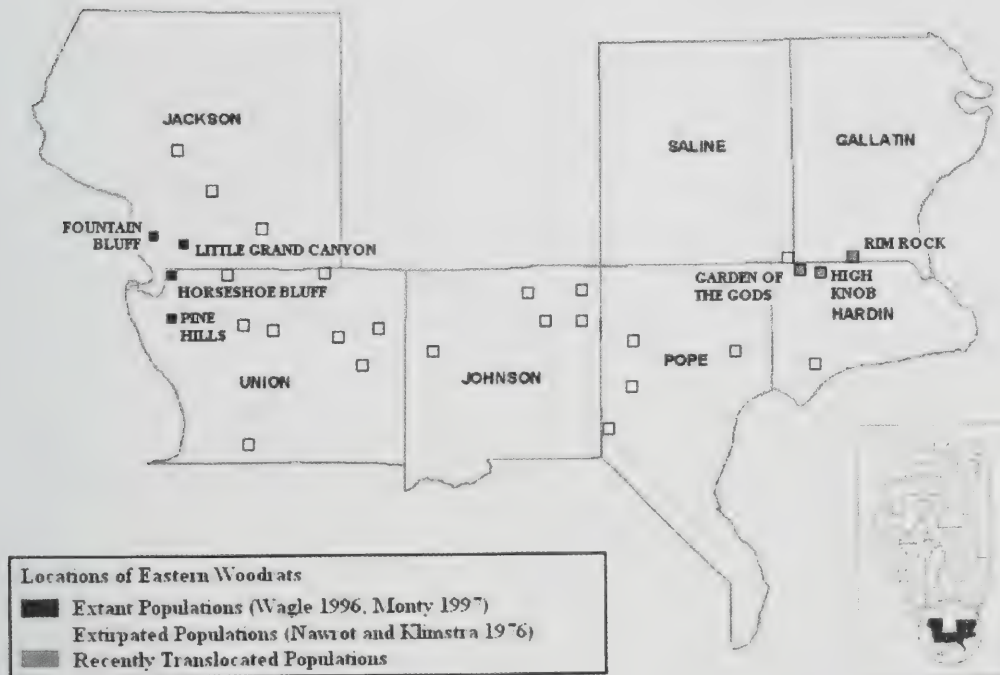 JACKSON
SALINE
GALLATIN
FOUNTAIN
BLUFF
LITTLE GRAND CANYON
RIM ROCK
HORSESHOE BLUFF
GARDEN OF
THE GODS
HIGH
KNOB
HARDIN
PINE
HILLS
UNION
JOHNSON
POPE
Locations of Eastern Woodrats
Extant Populations (Wagle 1996, Monty 1997)
Extirpated Populations (Nawrot and Klimstra 1976)
Recently Translocated Populations